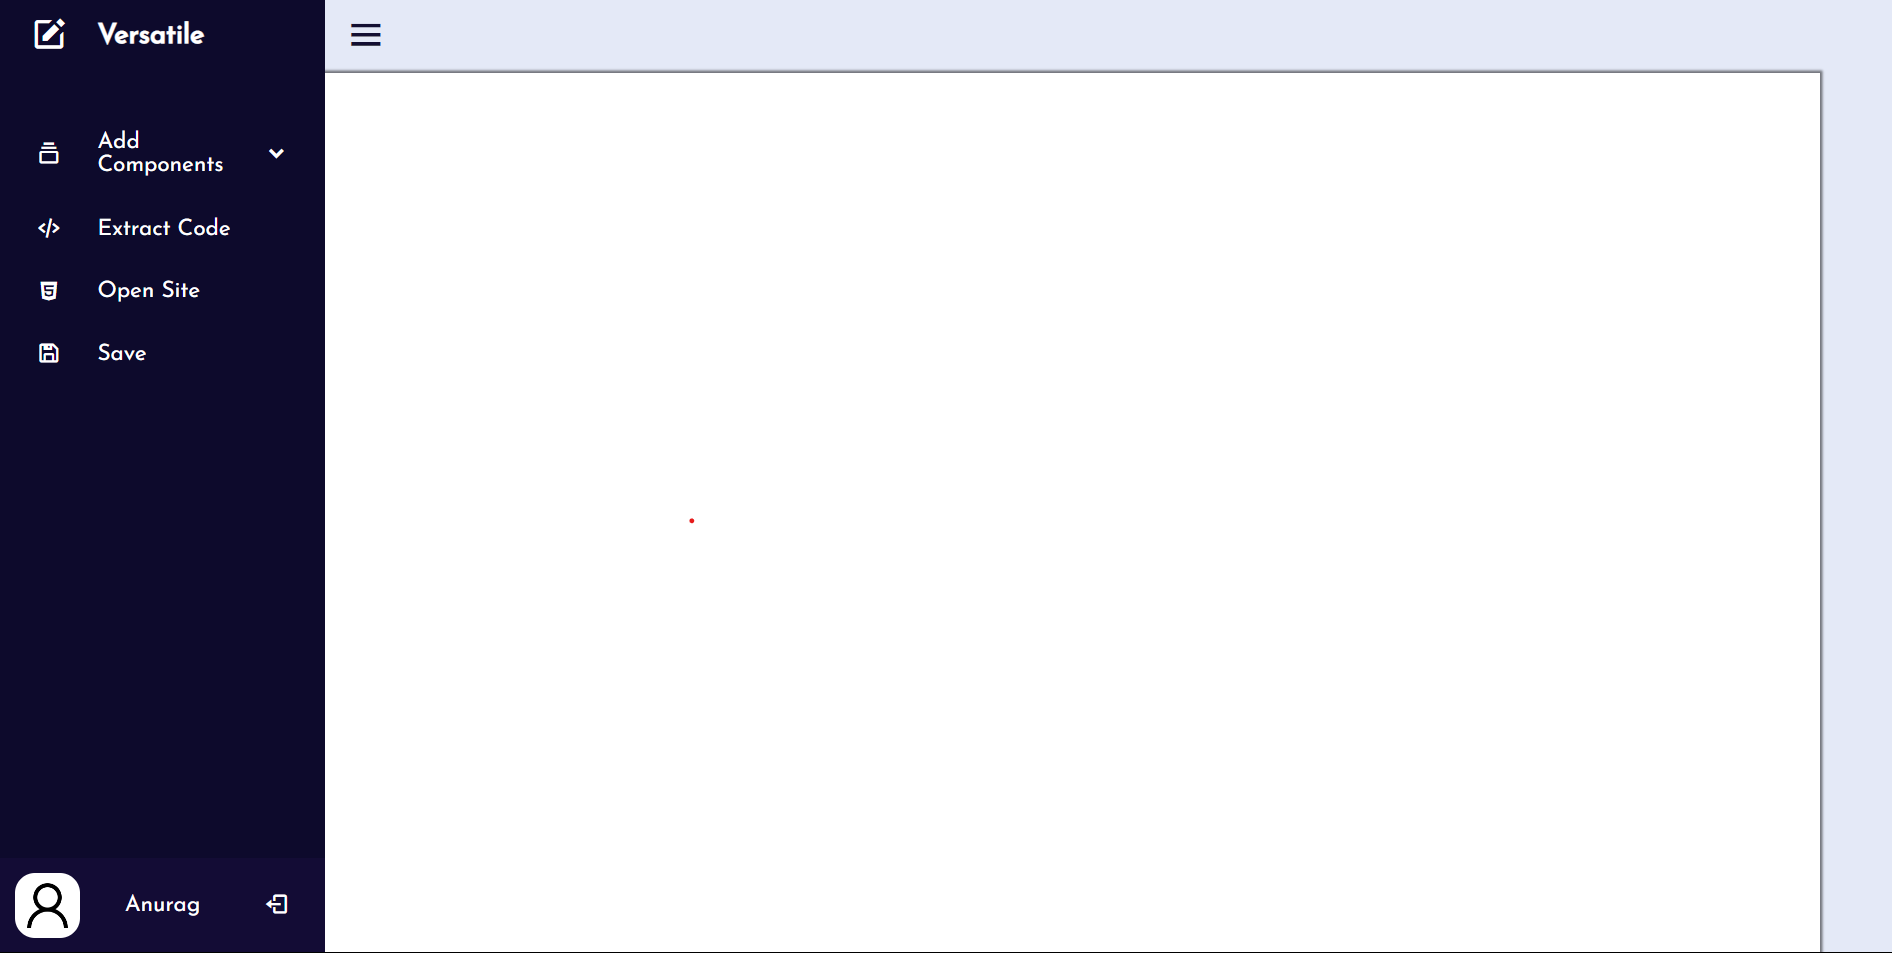 Versatile
Add
Components
Extract Code
Open Site
Save
Anurag